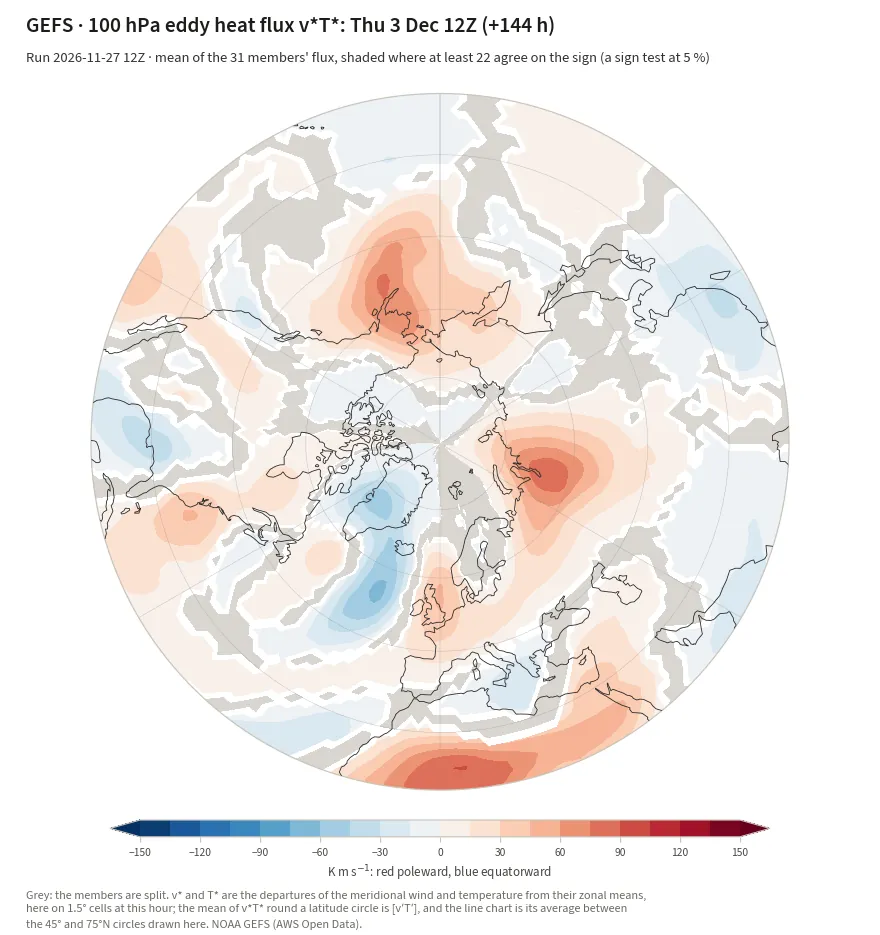 GEFS · 100 hPa eddy heat flux v*T*: Thu 3 Dec 12Z (+144 h)
Run 2026-11-27 12Z · mean of the 31 members' flux, shaded where at least 22 agree on the sign (a sign test at 5 %)
−150 −120 −90 −60 −30 0 30 60 90 120 150
K m s⁻¹: red poleward, blue equatorward
Grey: the members are split. v* and T* are the departures of the meridional wind and temperature from their zonal means,
here on 1.5° cells at this hour; the mean of v*T* round a latitude circle is [v'T'], and the line chart is its average between
the 45° and 75°N circles drawn here. NOAA GEFS (AWS Open Data).